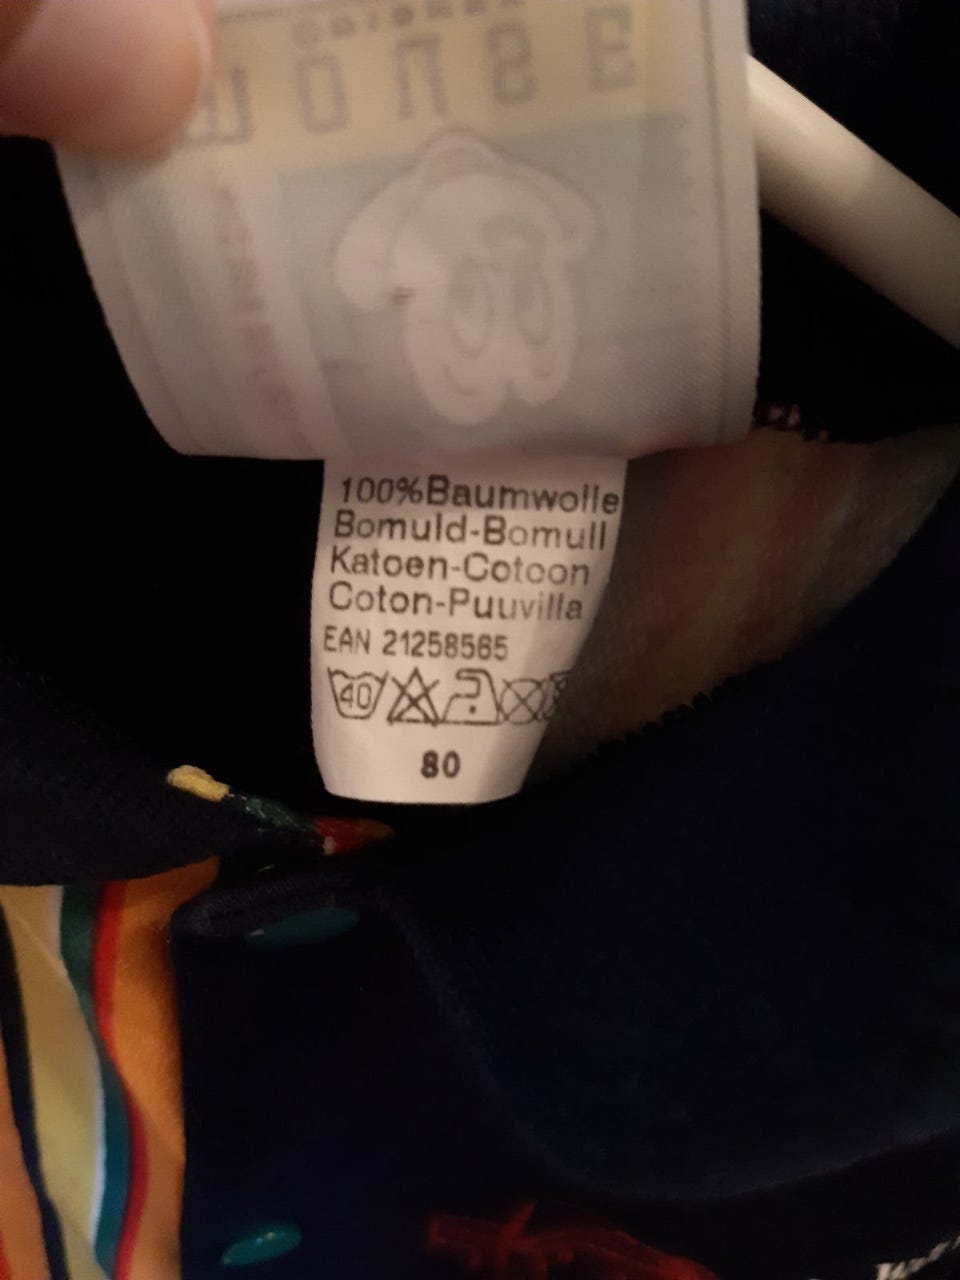 100%Baumwolle
Bomuld-Bomull
Katoen-Cotoon
Coton-Puuvilla
EAN 21258565
40
80